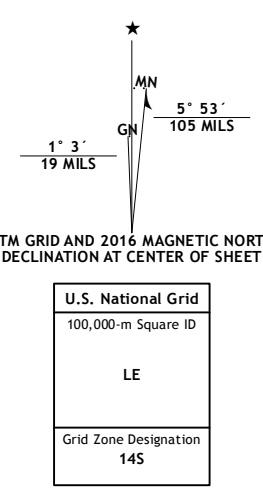 MN
5° 53´
105 MILS
GN
1° 3´
19 MILS
TM GRID AND 2016 MAGNETIC NORT
DECLINATION AT CENTER OF SHEET
U.S. National Grid
100,000-m Square ID
LE
Grid Zone Designation
14S